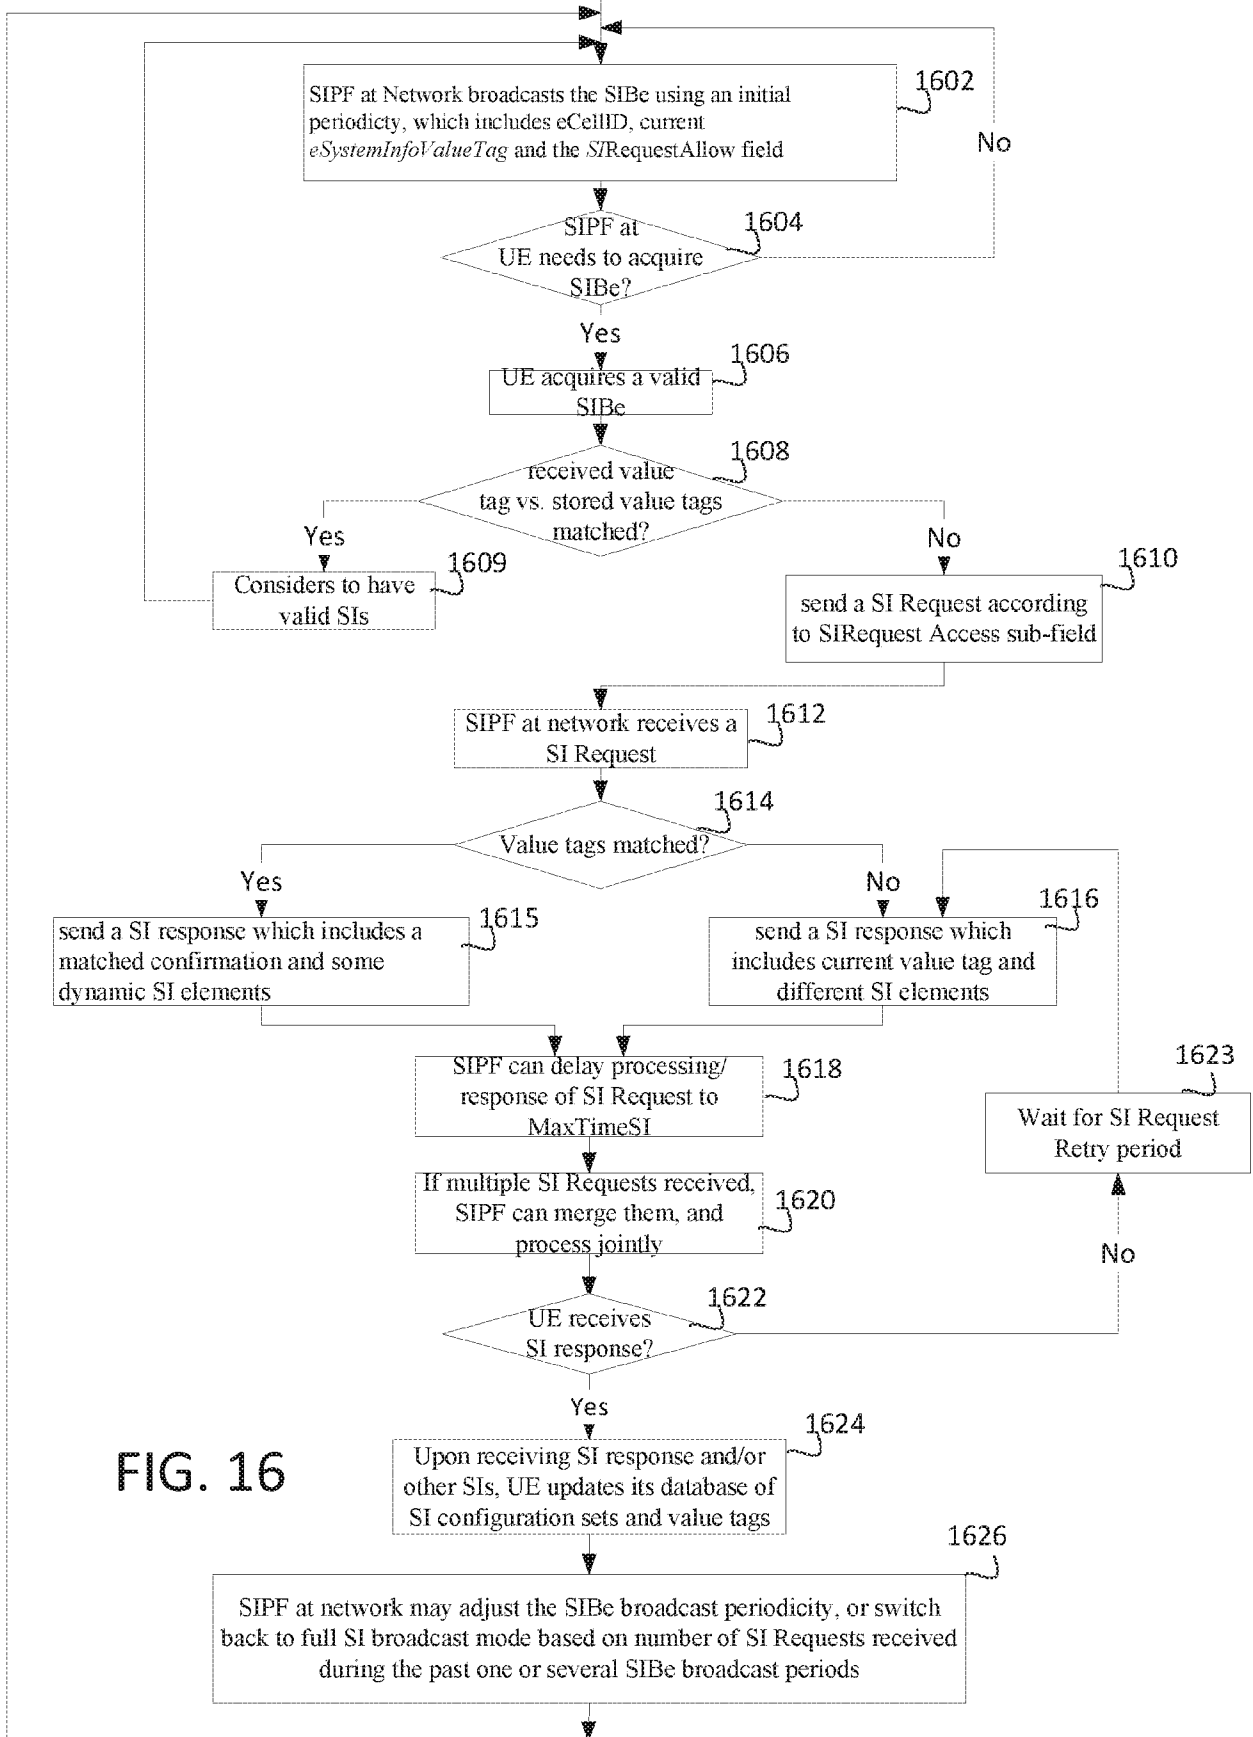 1602
SIPF at Network broadcasts the SIBe using an initial
periodicty, which includes eCellID, current
eSystemInfoValueTag and the SIRequestAllow field
No
1604
SIPF at
UE needs to acquire
SIBe?
Yes
1606
UE acquires a valid
SIBe
1608
received value
tag vs. stored value tags
matched?
Yes
No
1609
Considers to have
valid SIs
1610
send a SI Request according
to SIRequest Access sub-field
1612
SIPF at network receives a
SI Request
1614
Value tags matched?
Yes
No
1615
send a SI response which includes a
matched confirmation and some
dynamic SI elements
1616
send a SI response which
includes current value tag and
different SI elements
1618
SIPF can delay processing/
response of SI Request to
MaxTimeSI
1623
Wait for SI Request
Retry period
1620
If multiple SI Requests received,
SIPF can merge them, and
process jointly
No
1622
UE receives
SI response?
Yes
1624
Upon receiving SI response and/or
other SIs, UE updates its database of
SI configuration sets and value tags
FIG. 16
1626
SIPF at network may adjust the SIBe broadcast periodicity, or switch
back to full SI broadcast mode based on number of SI Requests received
during the past one or several SIBe broadcast periods